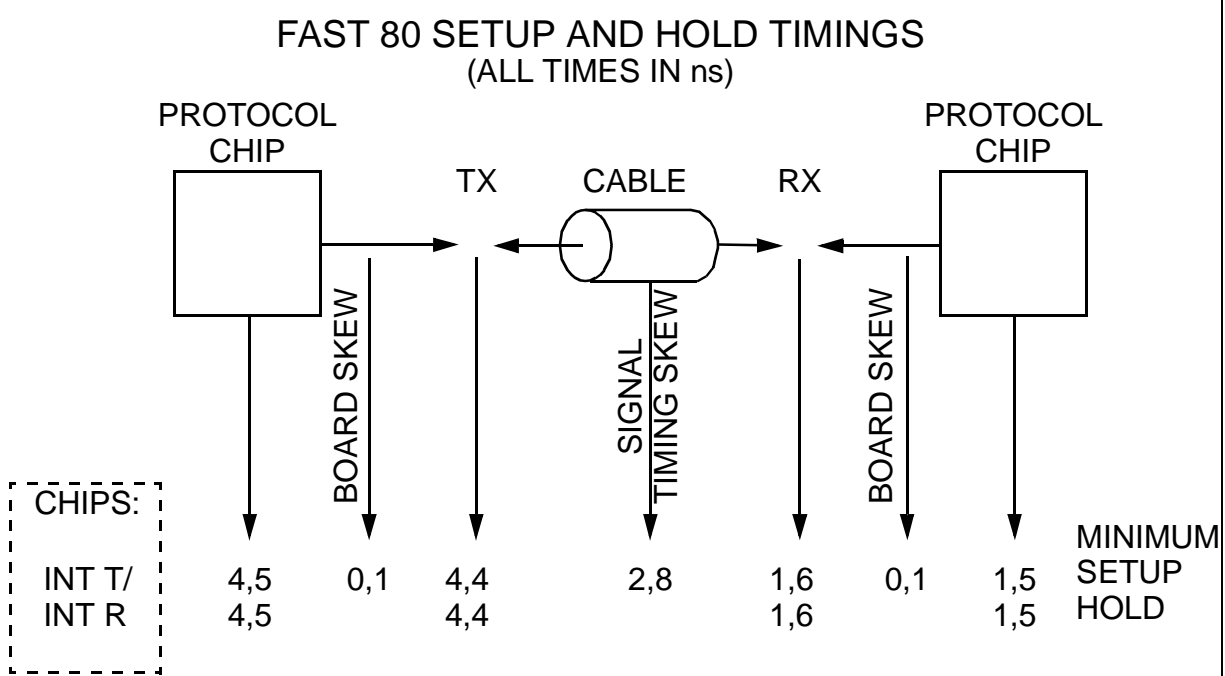 FAST 80 SETUP AND HOLD TIMINGS
(ALL TIMES IN ns)
PROTOCOL
CHIP
PROTOCOL
CHIP
TX
CABLE
RX
BOARD SKEW
SIGNAL
TIMING SKEW
BOARD SKEW
CHIPS:
MINIMUM
INT T/ 4,5 0,1 4,4 2,8 1,6 0,1 1,5 SETUP
INT R 4,5 4,4 1,6 1,5 HOLD